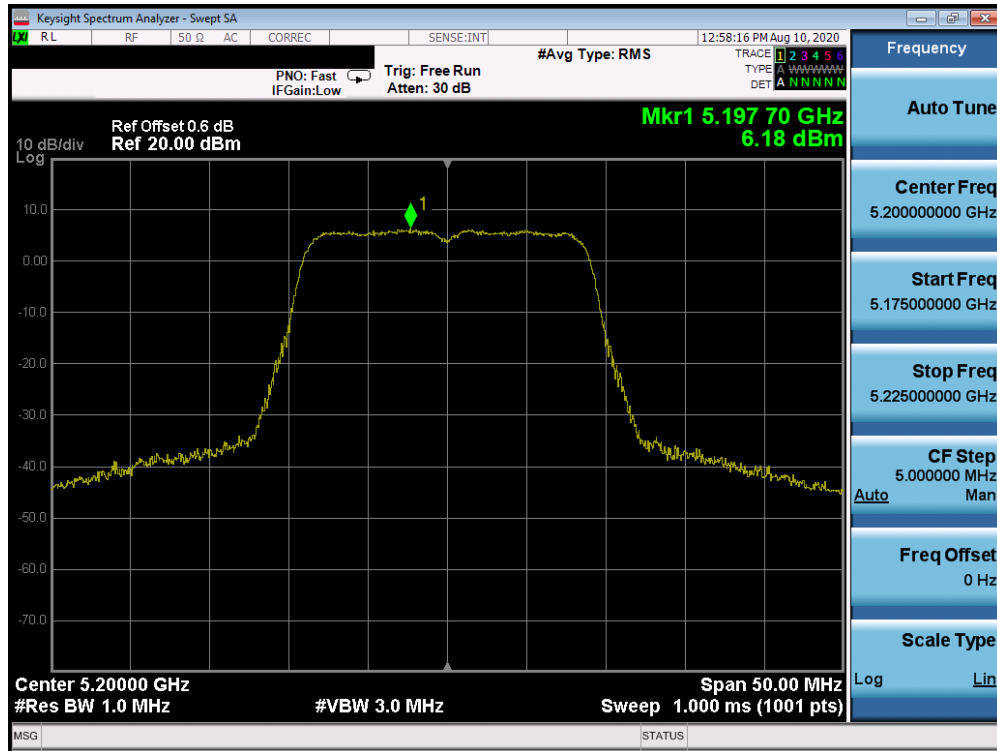 Keysight Spectrum Analyzer - Swept SA
LXI RL RF 50 Ω AC CORREC SENSE:INT 12:58:16 PM Aug 10, 2020
#Avg Type: RMS
TRACE 1 2 3 4 5 6
TYPE A WWWWW
DET A N N N N N
PNO: Fast
IFGain:Low
Trig: Free Run
Atten: 30 dB
Mkr1 5.197 70 GHz
6.18 dBm
Ref Offset 0.6 dB
10 dB/div Ref 20.00 dBm
Log
1
10.0
0.00
-10.0
-20.0
-30.0
-40.0
-50.0
-60.0
-70.0
Center 5.20000 GHz Span 50.00 MHz
#Res BW 1.0 MHz #VBW 3.0 MHz Sweep 1.000 ms (1001 pts)
MSG STATUS
Frequency
Auto Tune
Center Freq
5.200000000 GHz
Start Freq
5.175000000 GHz
Stop Freq
5.225000000 GHz
CF Step
5.000000 MHz
Auto Man
Freq Offset
0 Hz
Scale Type
Log Lin